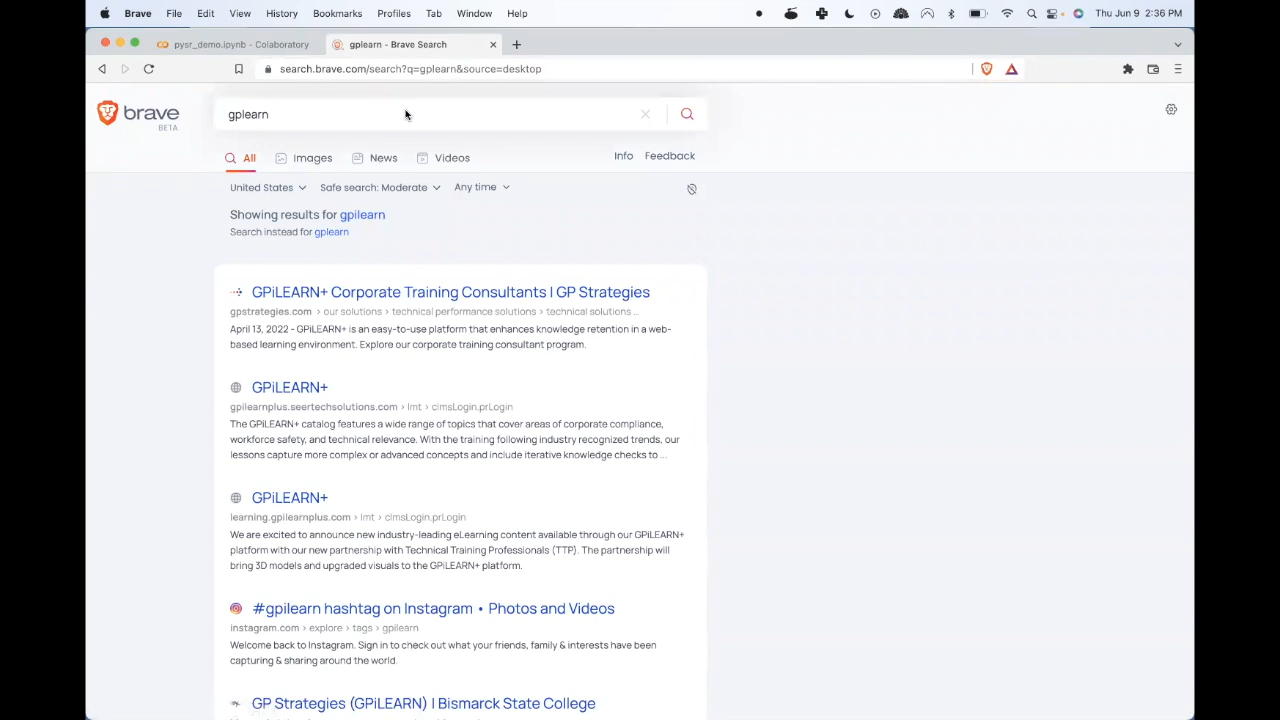 Brave File Edit View History Bookmarks Profiles Tab Window Help Thu Jun 9 2:36 PM
pysr_demo.ipynb - Colaboratory gplearn - Brave Search
search.brave.com/search?q=gplearn&source=desktop
brave
BETA
gplearn
All Images News Videos Info Feedback
United States Safe search: Moderate Any time
Showing results for gpilearn
Search instead for gplearn
GPiLEARN+ Corporate Training Consultants | GP Strategies
gpstrategies.com › our solutions › technical performance solutions › technical solutions ...
April 13, 2022 - GPiLEARN+ is an easy-to-use platform that enhances knowledge retention in a web-
based learning environment. Explore our corporate training consultant program.
GPiLEARN+
gpilearnplus.seertechsolutions.com › lmt › clmsLogin.prLogin
The GPiLEARN+ catalog features a wide range of topics that cover areas of corporate compliance,
workforce safety, and technical relevance. With the training following industry recognized trends, our
lessons capture more complex or advanced concepts and include iterative knowledge checks to ...
GPiLEARN+
learning.gpilearnplus.com › lmt › clmsLogin.prLogin
We are excited to announce new industry-leading eLearning content available through our GPiLEARN+
platform with our new partnership with Technical Training Professionals (TTP). The partnership will
bring 3D models and upgraded visuals to the GPiLEARN+ platform.
#gpilearn hashtag on Instagram • Photos and Videos
instagram.com › explore › tags › gpilearn
Welcome back to Instagram. Sign in to check out what your friends, family & interests have been
capturing & sharing around the world.
GP Strategies (GPiLEARN) | Bismarck State College